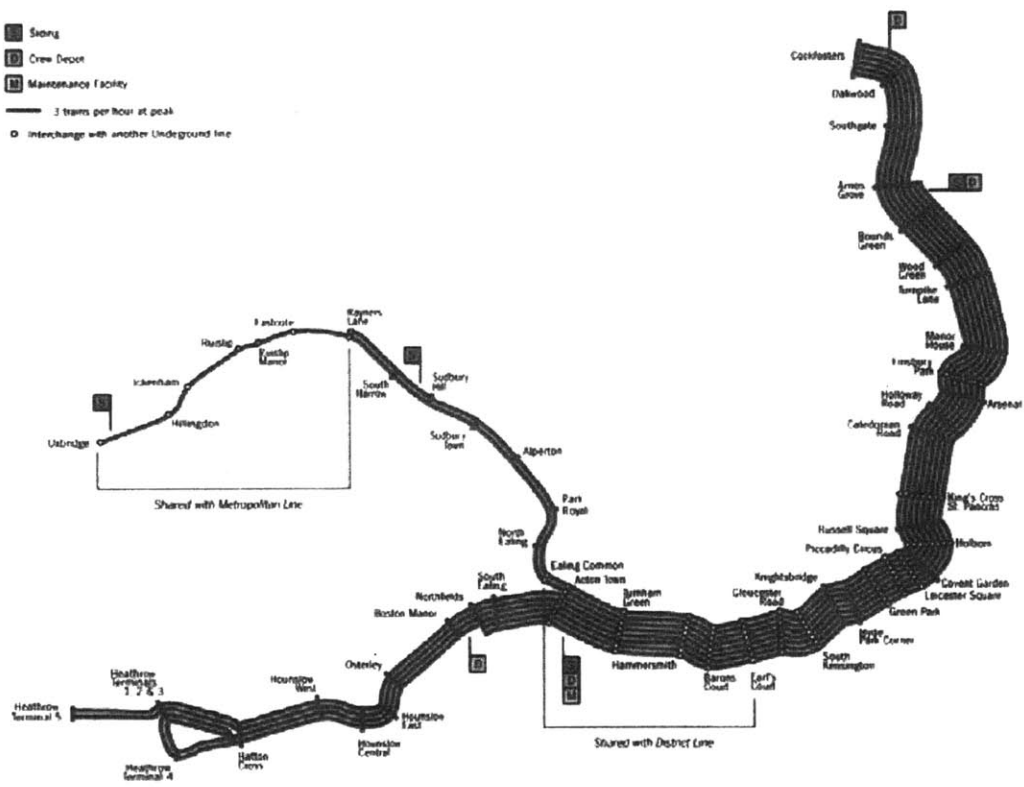 S Siding
D Crew Depot
M Maintenance Facility
3 trains per hour at peak
Interchange with another Undeground line
D
Cockfosters
Oakwood
Southgate
Arnos
Grove
S D
Bounds
Green
Wood
Green
Turnpike
Lane
Manor
House
Finsbury
Park
Holloway
Road
Arsenal
Caledonian
Road
King's Cross
St. Pancras
Russell Square
Holborn
Piccadilly Circus
Covent Garden
Leicester Square
Knightsbridge
Green Park
Gloucester
Road
Hyde
Park Corner
South
Kensington
Earl's
Court
Barons
Court
Hammersmith
Turnham
Green
Acton Town
Ealing Common
D
M
Shared with District Line
North
Ealing
Park
Royal
Alperton
Sudbury
Town
Sudbury
Hill
S
South
Harrow
Rayners
Lane
Eastcote
Ruislip
Manor
Ruislip
Ickenham
Hillingdon
S
Uxbridge
Shared with Metropolitan Line
South
Ealing
Northfields
D
Boston Manor
Osterley
Hounslow
East
Hounslow
Central
Hounslow
West
Hatton
Cross
Heathrow
Terminals
1 2 & 3
Heathrow
Terminal 5
Heathrow
Terminal 4